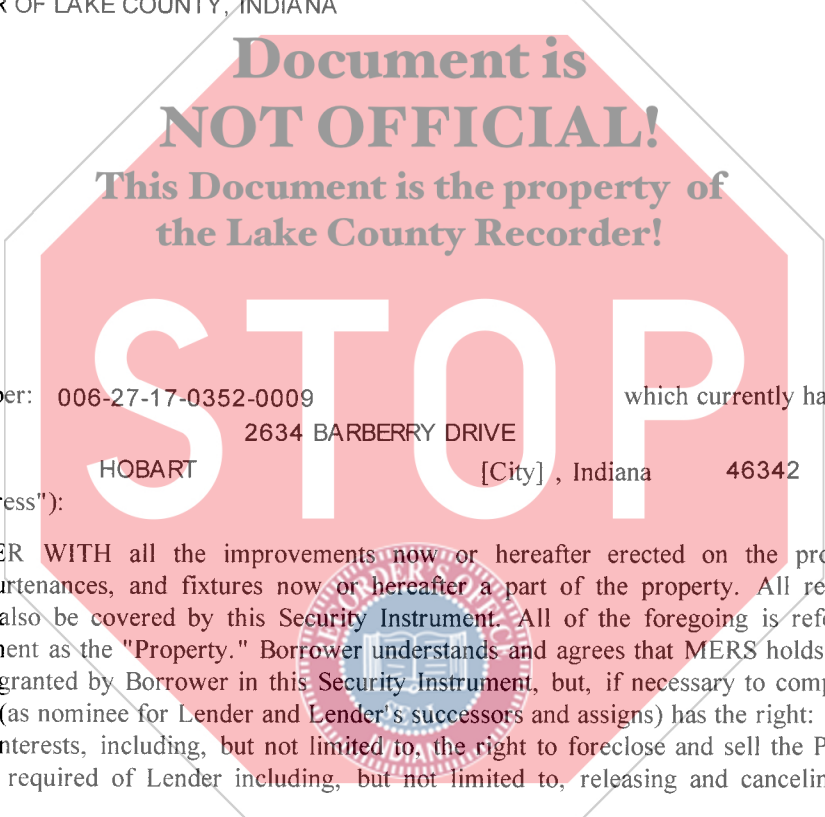 R OF LAKE COUNTY, INDIANA
Document is
NOT OFFICIAL!
This Document is the property of
the Lake County Recorder!
STOP
ber: 006-27-17-0352-0009 which currently ha
2634 BARBERRY DRIVE
HOBART [City] , Indiana 46342
ress"):
ER WITH all the improvements now or hereafter erected on the pro
urtenances, and fixtures now or hereafter a part of the property. All re
also be covered by this Security Instrument. All of the foregoing is refe
nent as the "Property." Borrower understands and agrees that MERS holds
granted by Borrower in this Security Instrument, but, if necessary to comp
(as nominee for Lender and Lender's successors and assigns) has the right:
nterests, including, but not limited to, the right to foreclose and sell the P
required of Lender including, but not limited to, releasing and cancelin